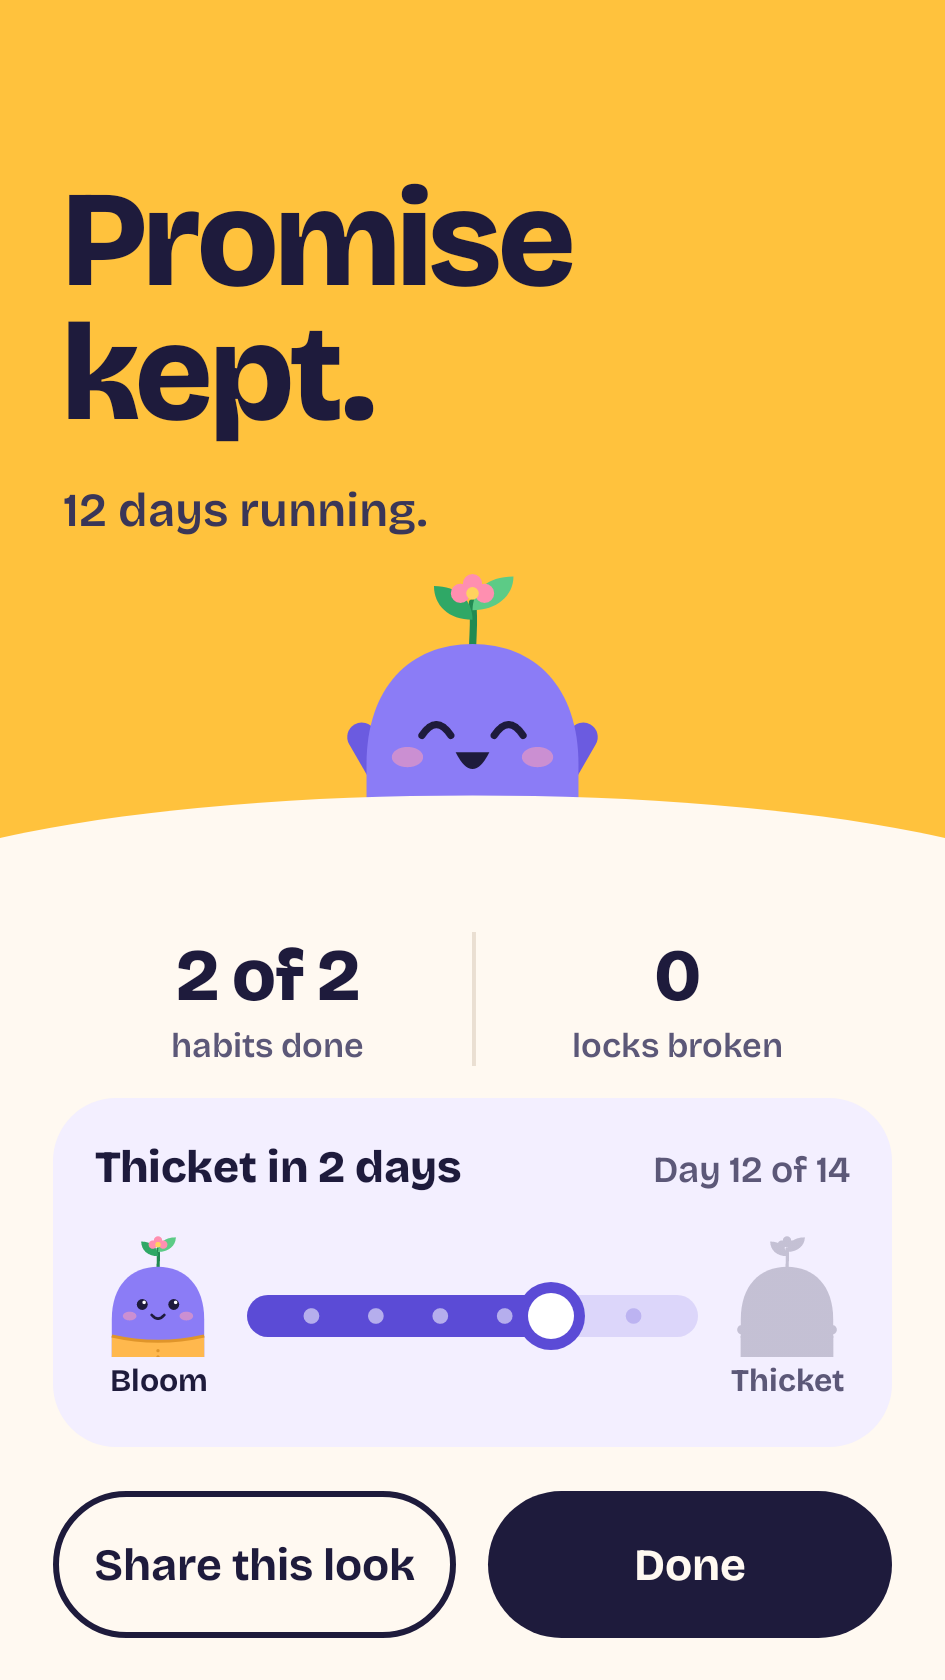 Promise
kept.
12 days running.
2 of 2
habits done
0
locks broken
Thicket in 2 days
Day 12 of 14
Bloom
Thicket
Share this look
Done